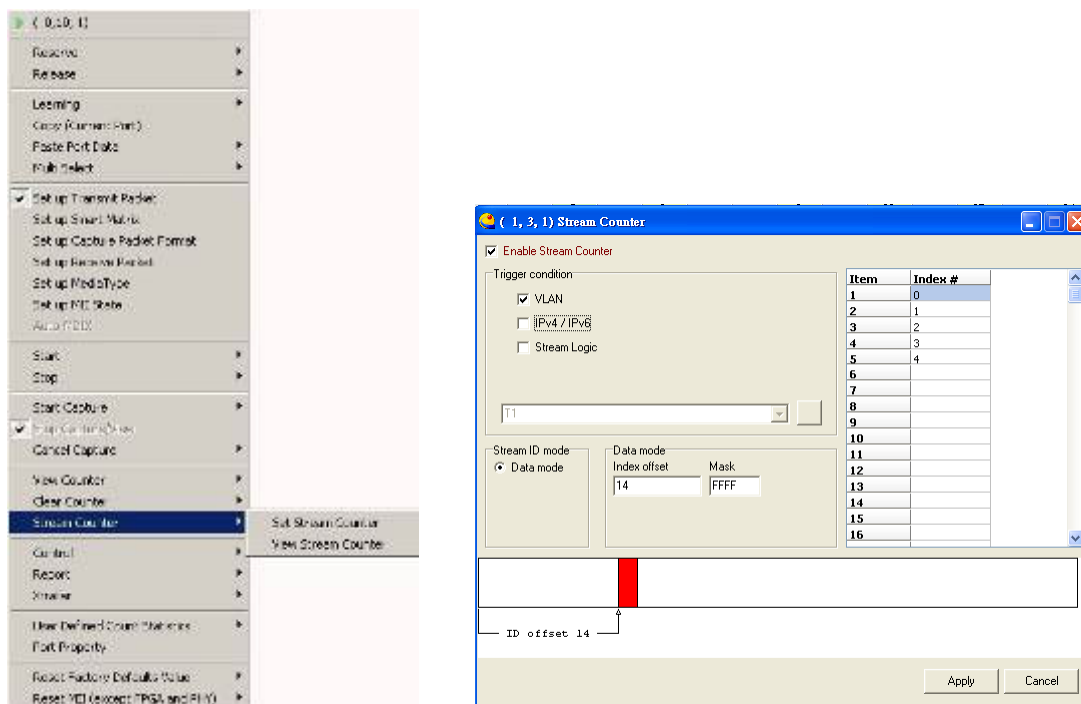 ( 0,10, 1)
Reserve
Release
Learning
Copy (Current Port)
Paste Port Data
Multi Select
Set up Transmit Packet
Set up Smart Matrix
Set up Capture Packet Format
Set up Receive Packet
Set up MediaType
Set up MII State
Auto MDIX
Start
Stop
Start Capture
Cancel Capture
View Counter
Clear Counter
Stream Counter
Set Stream Counter
View Stream Counter
Control
Report
User Defined Count Statistics
Port Property
Reset Factory Defaults Value
Reset MII (except FPGA and PHY)
( 1, 3, 1) Stream Counter
Enable Stream Counter
Trigger condition
VLAN
IPv4 / IPv6
Stream Logic
T1
Stream ID mode
Data mode
Data mode
Index offset
Mask
14
FFFF
Item Index #
1 0
2 1
3 2
4 3
5 4
6
7
8
9
10
11
12
13
14
15
16
ID offset 14
Apply
Cancel